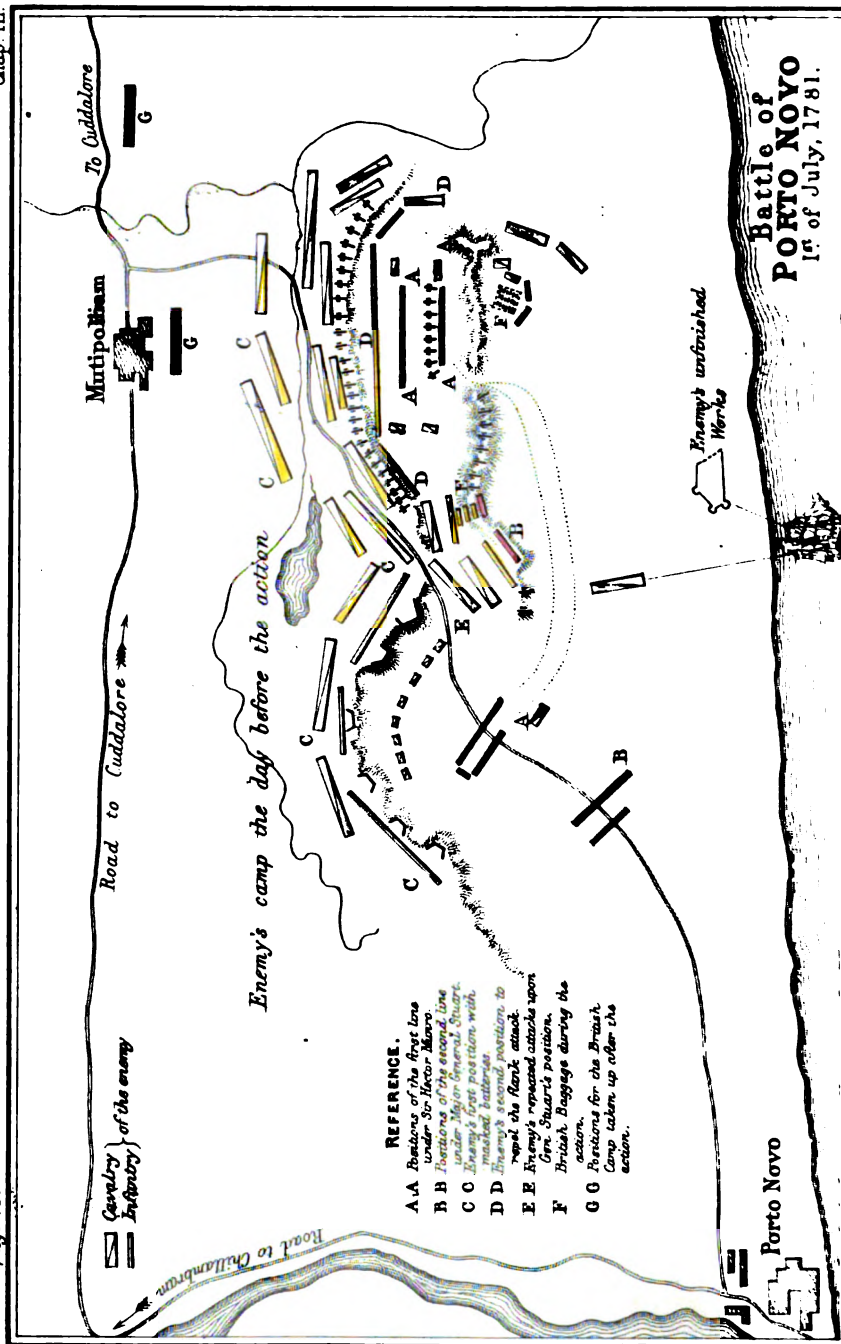 Chap. III.
Battle of
PORTO NOVO
1st of July, 1781.
To Cuddalore
G
Mutipolliam
G
Road to Cuddalore
Enemy's camp the day before the action
C
C
C
C
C
D
D
D
A
A
A
A
A
F
F
B
B
E
Enemy's unfinished
Works
Cavalry
Infantry } of the enemy
REFERENCE.
A.A Positions of the first line
under Sir Hector Munro.
B B Positions of the second line
under Major General Stuart.
C C Enemy's first position with
masked batteries.
D D Enemy's second position to
repel the flank attack.
E E Enemy's repeated attacks upon
Gen. Stuart's position.
F British Baggage during the
action.
G G Positions for the British
Camp taken up after the
action.
Road to Chillambram
Porto Novo